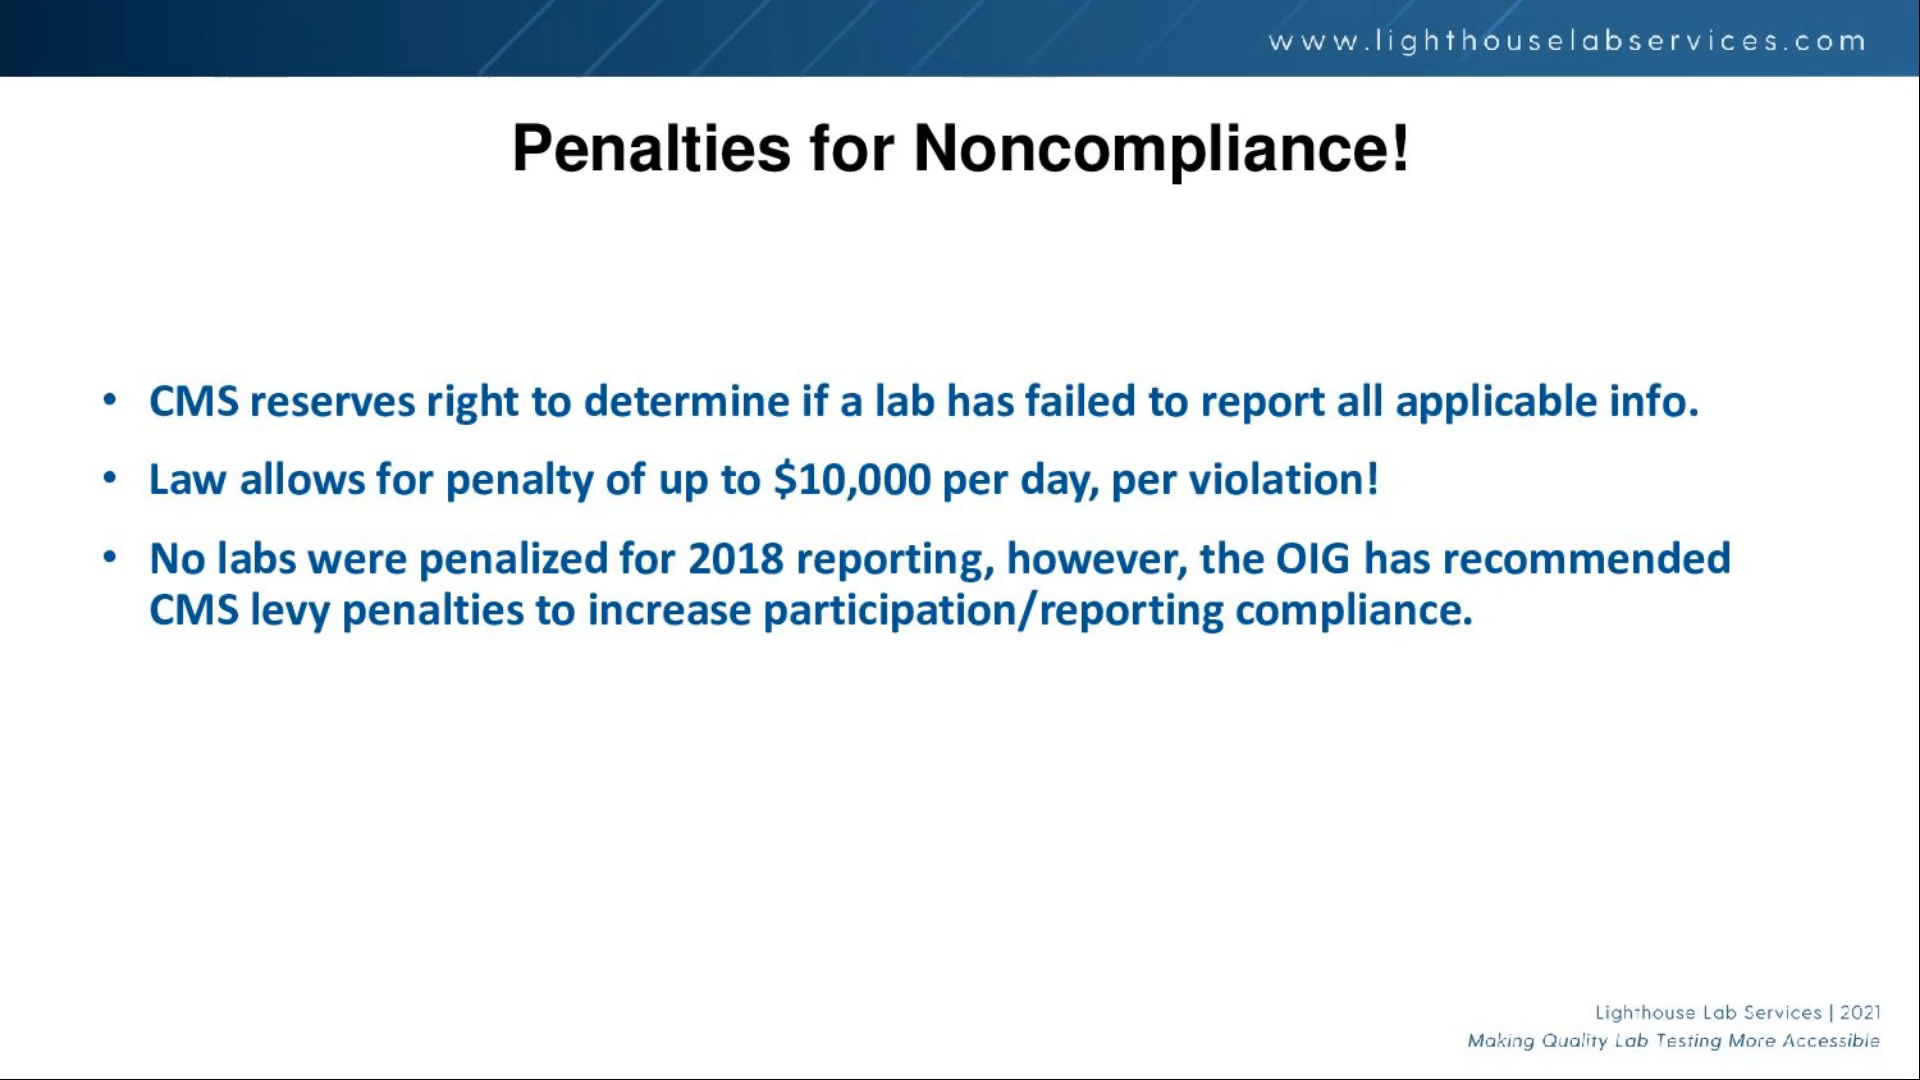 www.lighthouselabservices.com
Penalties for Noncompliance!
• CMS reserves right to determine if a lab has failed to report all applicable info.
• Law allows for penalty of up to $10,000 per day, per violation!
• No labs were penalized for 2018 reporting, however, the OIG has recommended
CMS levy penalties to increase participation/reporting compliance.
Lighthouse Lab Services | 2021
Making Quality Lab Testing More Accessible